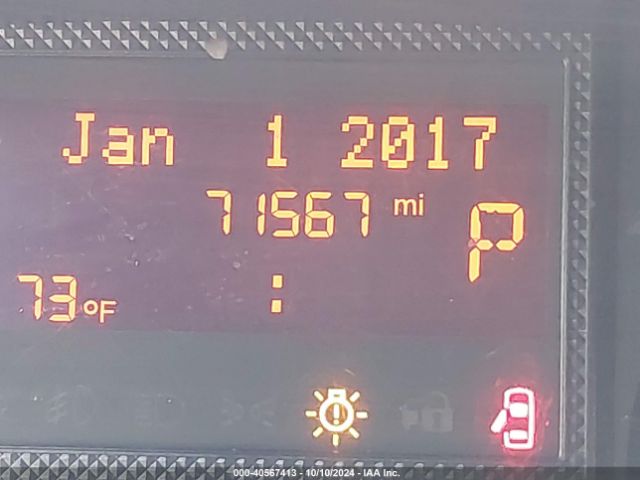 Jan 1 2017
71567 mi
P
73°F :
000-40567413 - 10/10/2024 - IAA Inc.